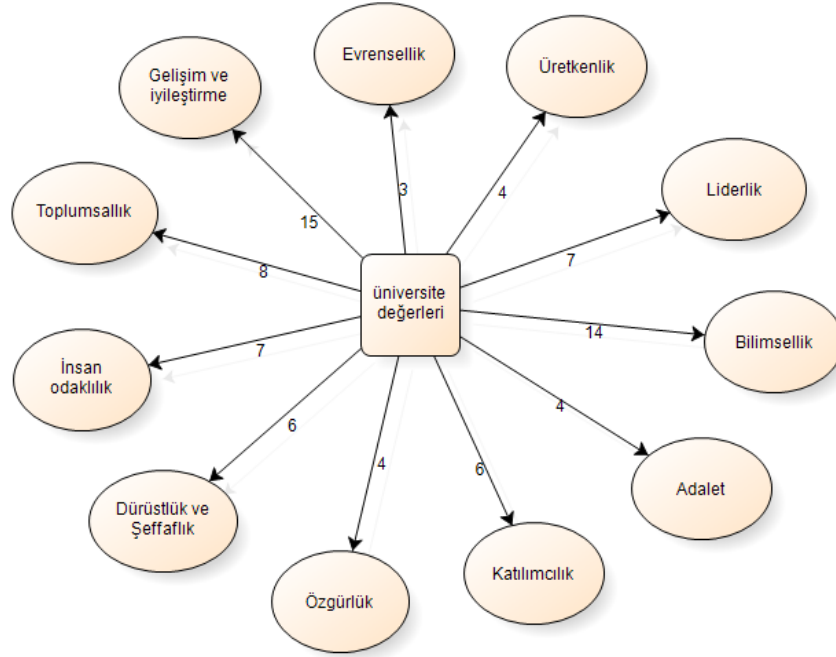 Evrensellik
Üretkenlik
Gelişim ve
iyileştirme
3
4
Liderlik
Toplumsallık
15
7
8
üniversite
değerleri
14
Bilimsellik
İnsan
odaklılık
7
4
6
Adalet
4
6
Dürüstlük ve
Şeffaflık
Özgürlük
Katılımcılık